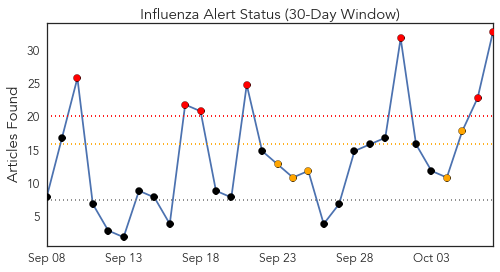 Influenza Alert Status (30-Day Window)
Articles Found
30
25
20
15
10
5
Sep 08 Sep 13 Sep 18 Sep 23 Sep 28 Oct 03